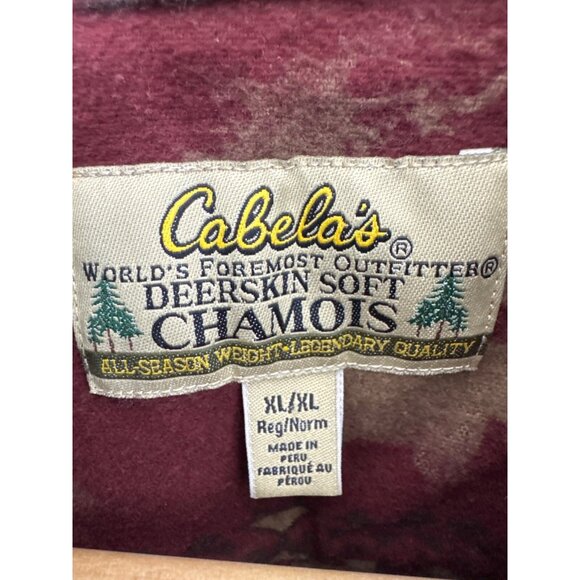 Cabela's®
WORLD'S FOREMOST OUTFITTER®
DEERSKIN SOFT
CHAMOIS
ALL-SEASON WEIGHT·LEGENDARY QUALITY
XL/XL
Reg/Norm
MADE IN
PERU
FABRIQUÉ AU
PÉROU